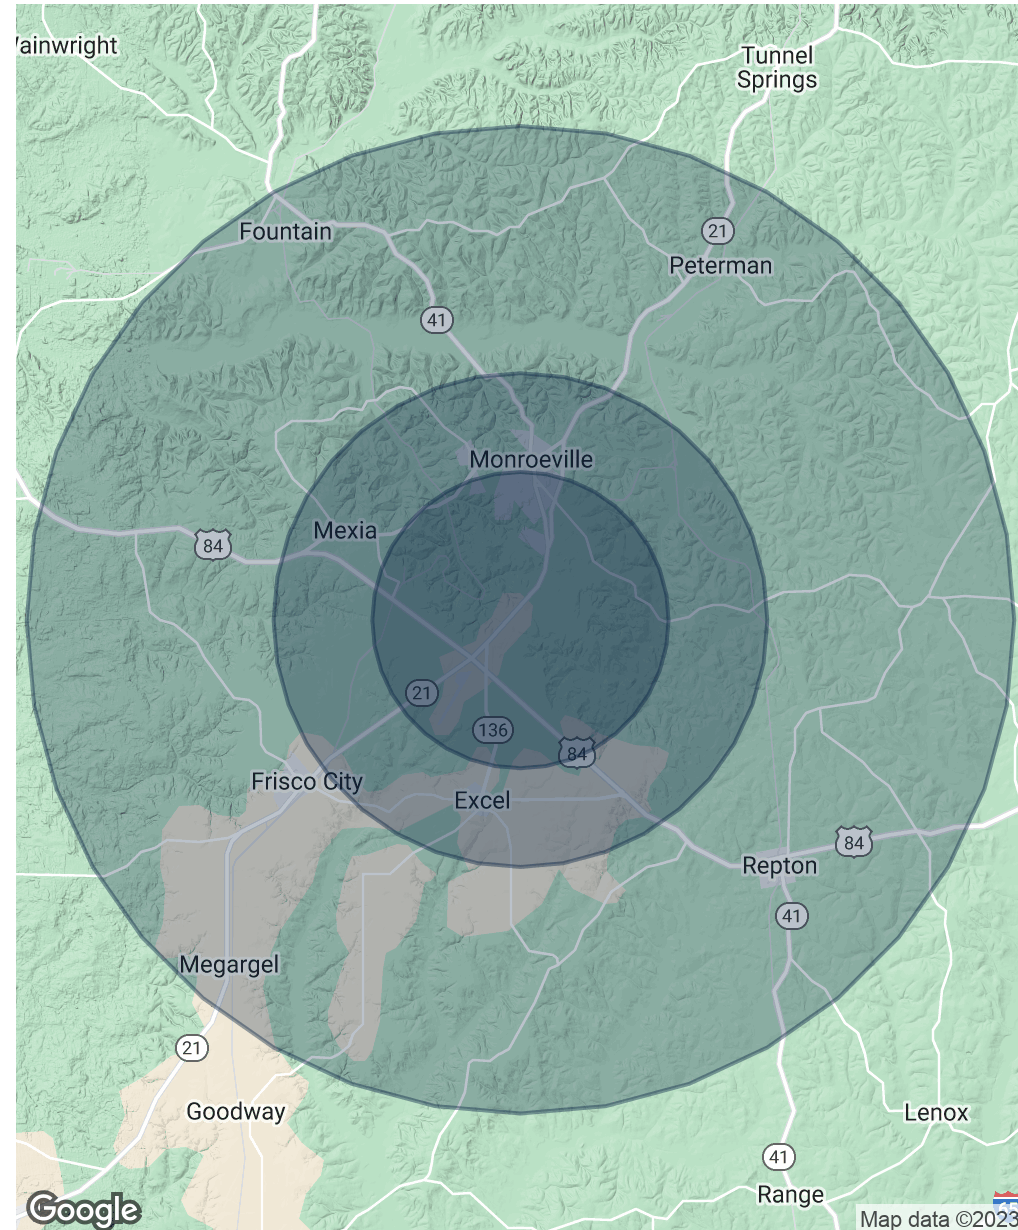 ainwright
Tunnel
Springs
Fountain
21
Peterman
41
Monroeville
Mexia
84
21
136
84
Frisco City
Excel
84
Repton
41
Megargel
21
Goodway
Lenox
41
Range
65
Google
Map data ©2023